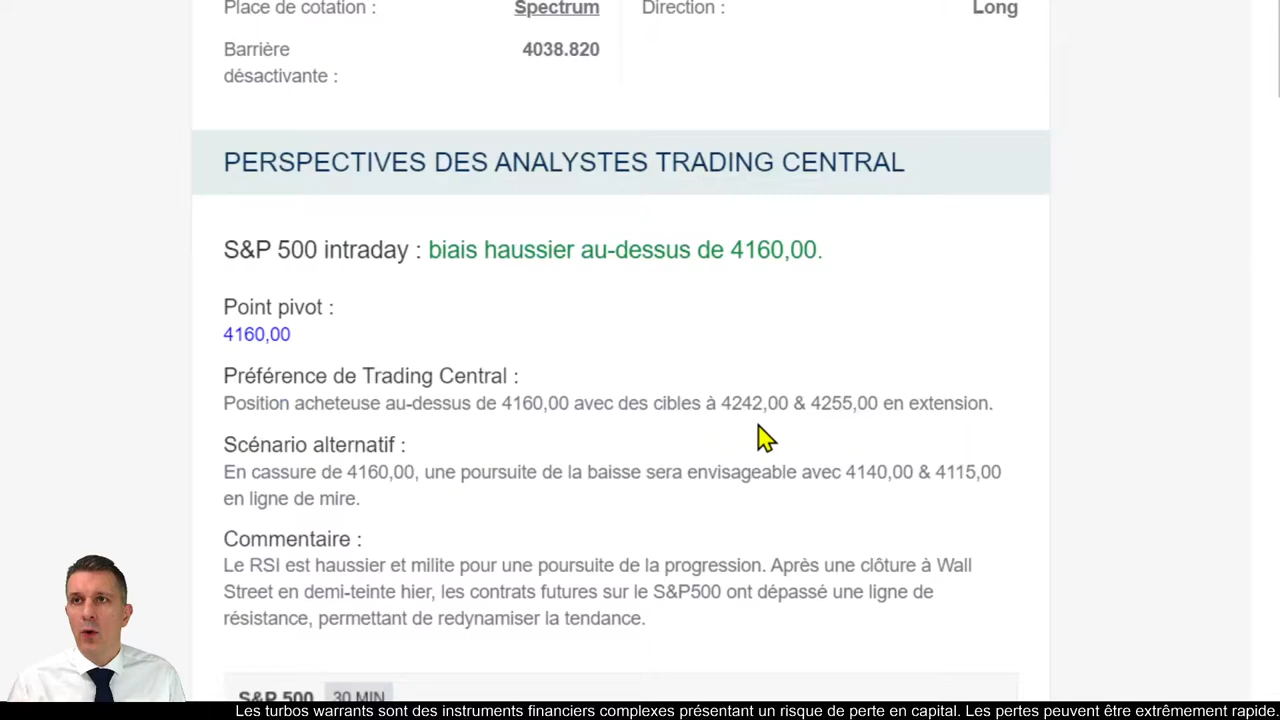 Place de cotation : Spectrum Direction : Long
Barrière 4038.820
désactivante :
PERSPECTIVES DES ANALYSTES TRADING CENTRAL
S&P 500 intraday : biais haussier au-dessus de 4160,00.
Point pivot :
4160,00
Préférence de Trading Central :
Position acheteuse au-dessus de 4160,00 avec des cibles à 4242,00 & 4255,00 en extension.
Scénario alternatif :
En cassure de 4160,00, une poursuite de la baisse sera envisageable avec 4140,00 & 4115,00
en ligne de mire.
Commentaire :
Le RSI est haussier et milite pour une poursuite de la progression. Après une clôture à Wall
Street en demi-teinte hier, les contrats futures sur le S&P500 ont dépassé une ligne de
résistance, permettant de redynamiser la tendance.
S&P 500 30 MIN
Les turbos warrants sont des instruments financiers complexes présentant un risque de perte en capital. Les pertes peuvent être extrêmement rapide.